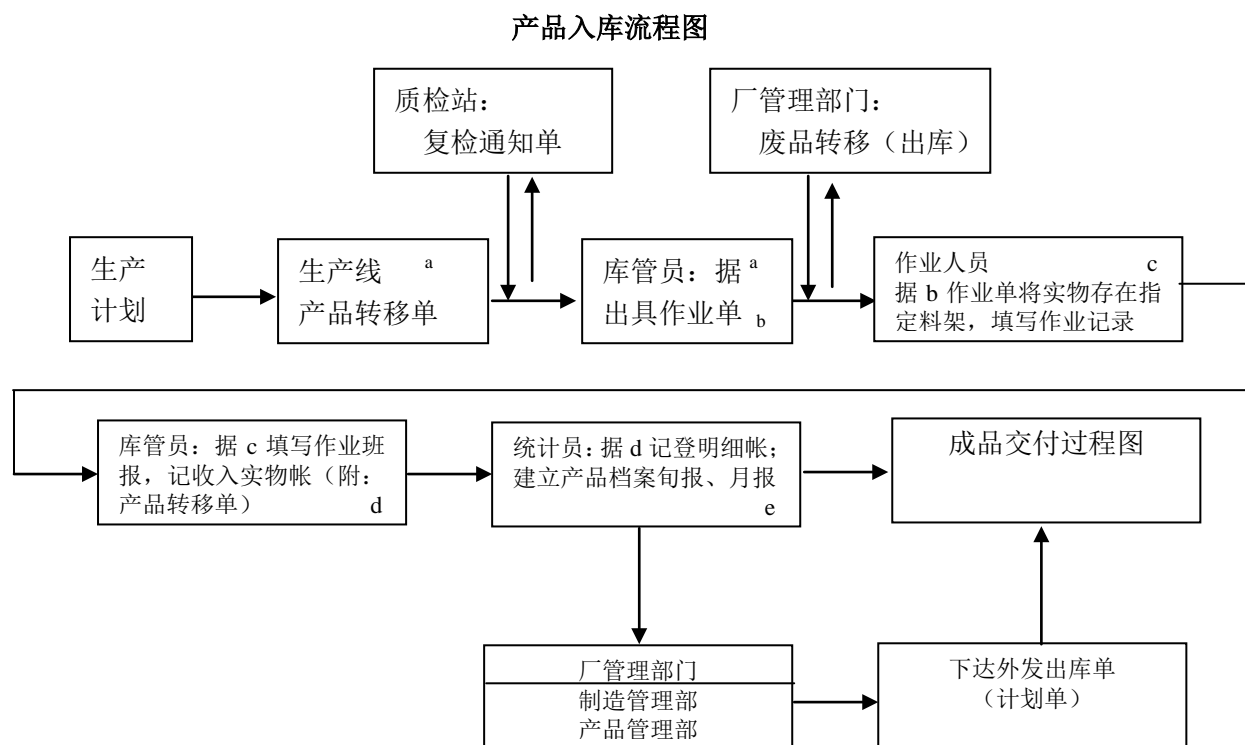 产品入库流程图
质检站：
复检通知单
厂管理部门：
废品转移（出库）
生产
计划
生产线 a
产品转移单
库管员：据 a
出具作业单 b
作业人员 c
据 b 作业单将实物存在指
定料架，填写作业记录
库管员：据 c 填写作业班
报，记收入实物帐（附：
产品转移单） d
统计员：据 d 记登明细帐；
建立产品档案旬报、月报
e
成品交付过程图
厂管理部门
制造管理部
产品管理部
下达外发出库单
（计划单）